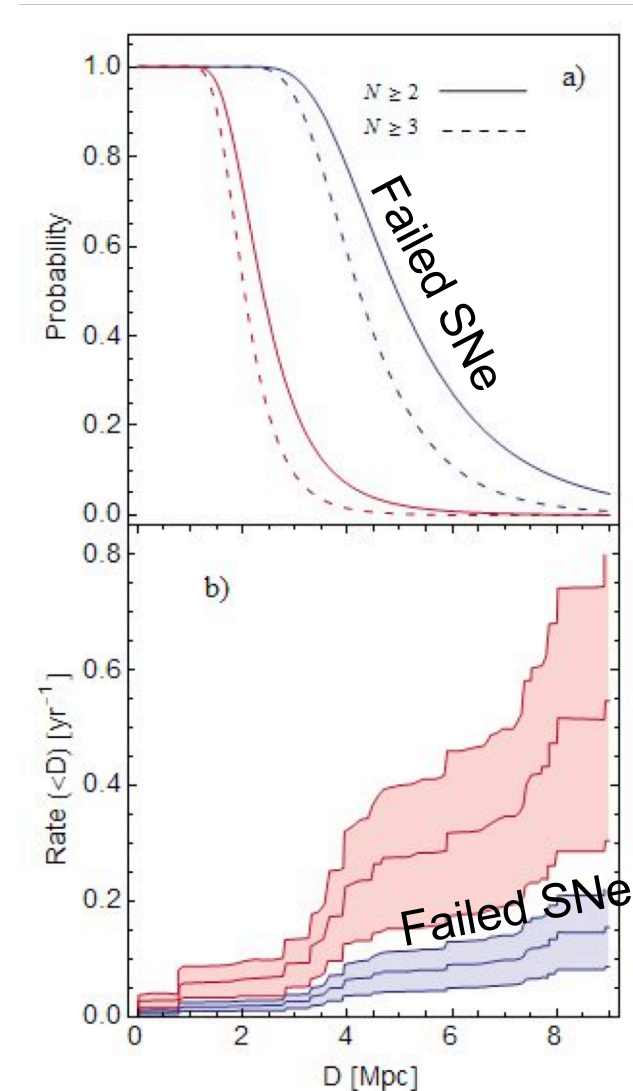 a)
N ≥ 2
N ≥ 3
Failed SNe
Probability
1.0
0.8
0.6
0.4
0.2
0.0
b)
Failed SNe
Rate (<D) [yr⁻¹]
0.8
0.6
0.4
0.2
0.0
0 2 4 6 8
D [Mpc]